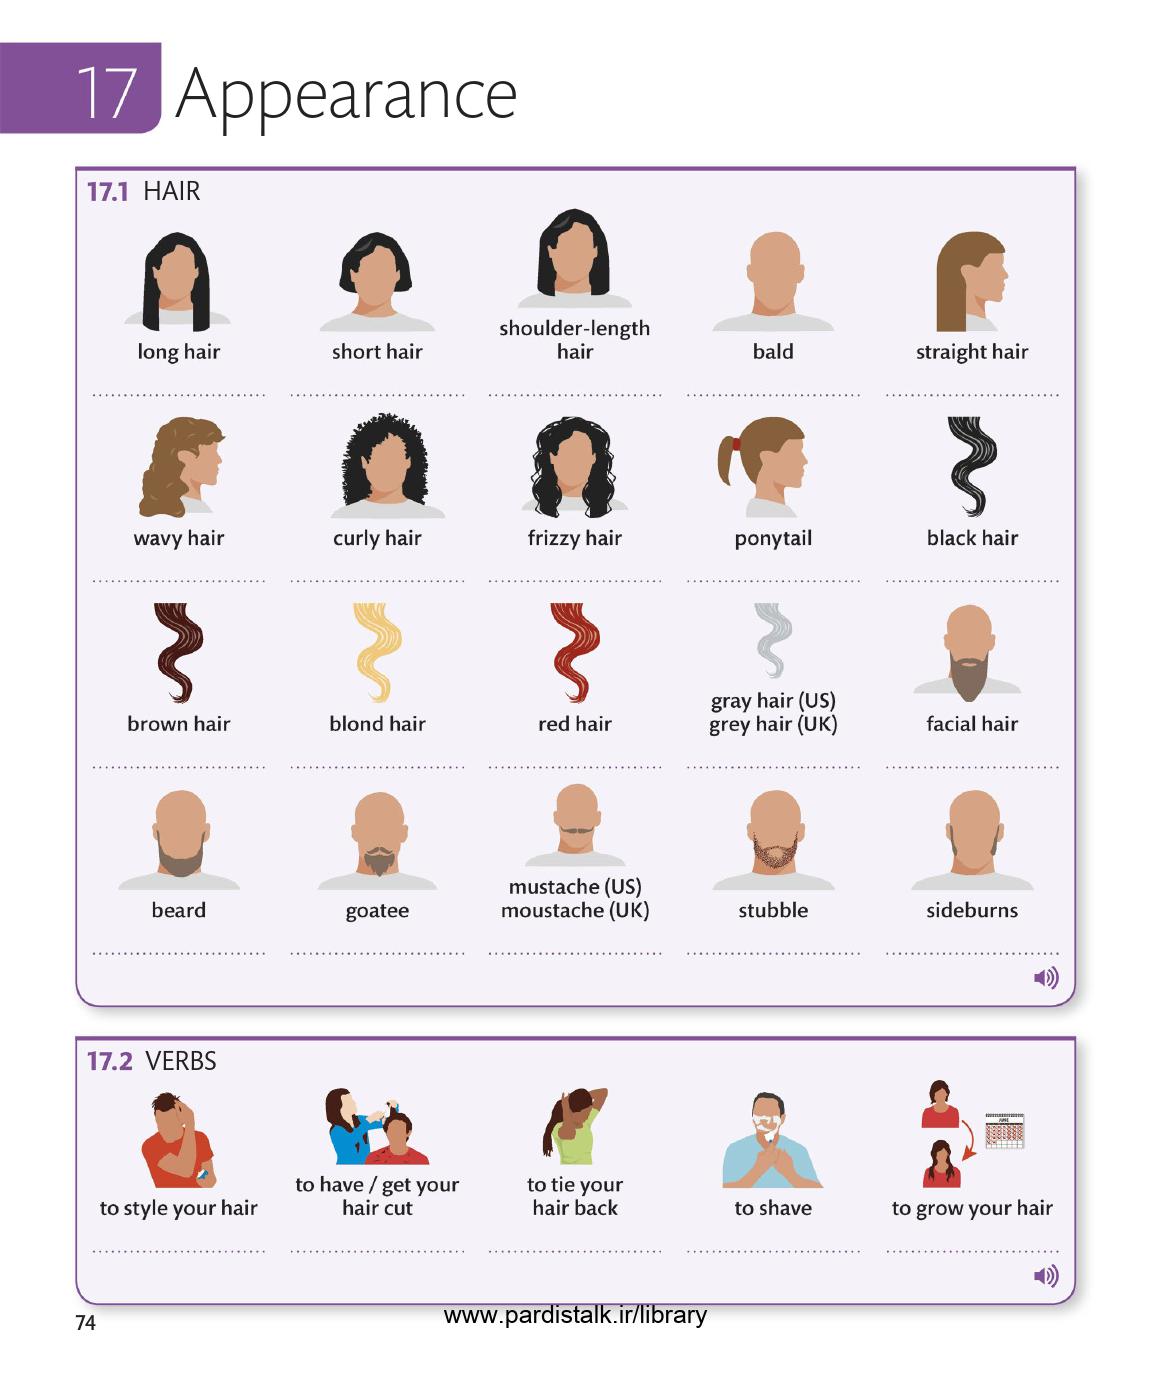 17 Appearance
17.1 HAIR
long hair
short hair
shoulder-length
hair
bald
straight hair
wavy hair
curly hair
frizzy hair
ponytail
black hair
brown hair
blond hair
red hair
gray hair (US)
grey hair (UK)
facial hair
beard
goatee
mustache (US)
moustache (UK)
stubble
sideburns
17.2 VERBS
to style your hair
to have / get your
hair cut
to tie your
hair back
to shave
JUNE
to grow your hair
74
www.pardistalk.ir/library